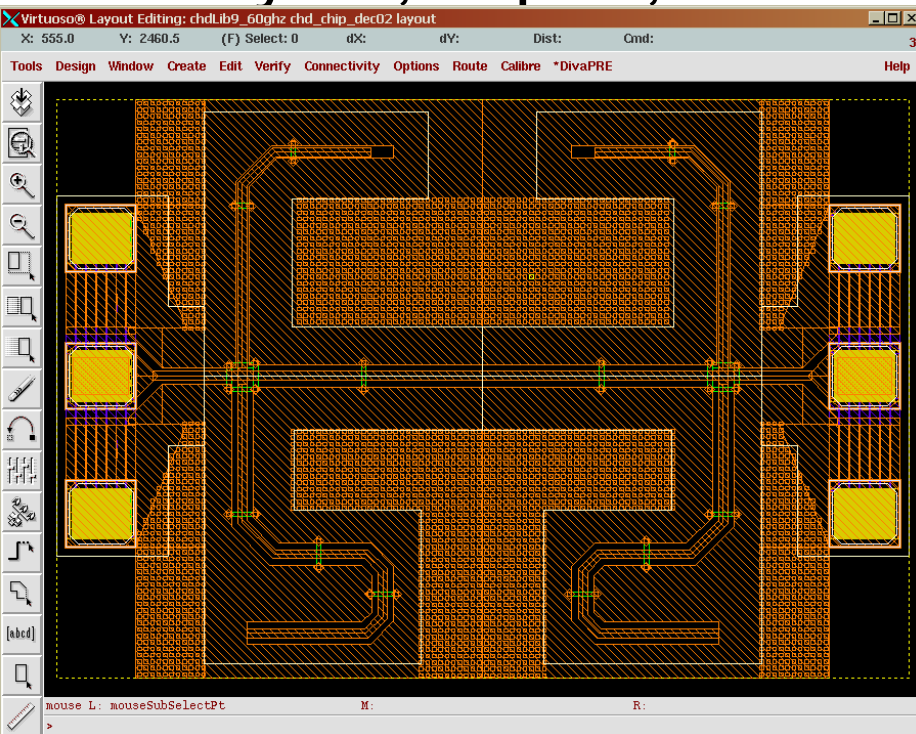 Virtuoso® Layout Editing: chdLib9_60ghz chd_chip_dec02 layout
X: 555.0 Y: 2460.5 (F) Select: 0 dX: dY: Dist: Cmd:
3
Tools Design Window Create Edit Verify Connectivity Options Route Calibre *DivaPRE Help
[abcd]
mouse L: mouseSubSelectPt M: R:
>